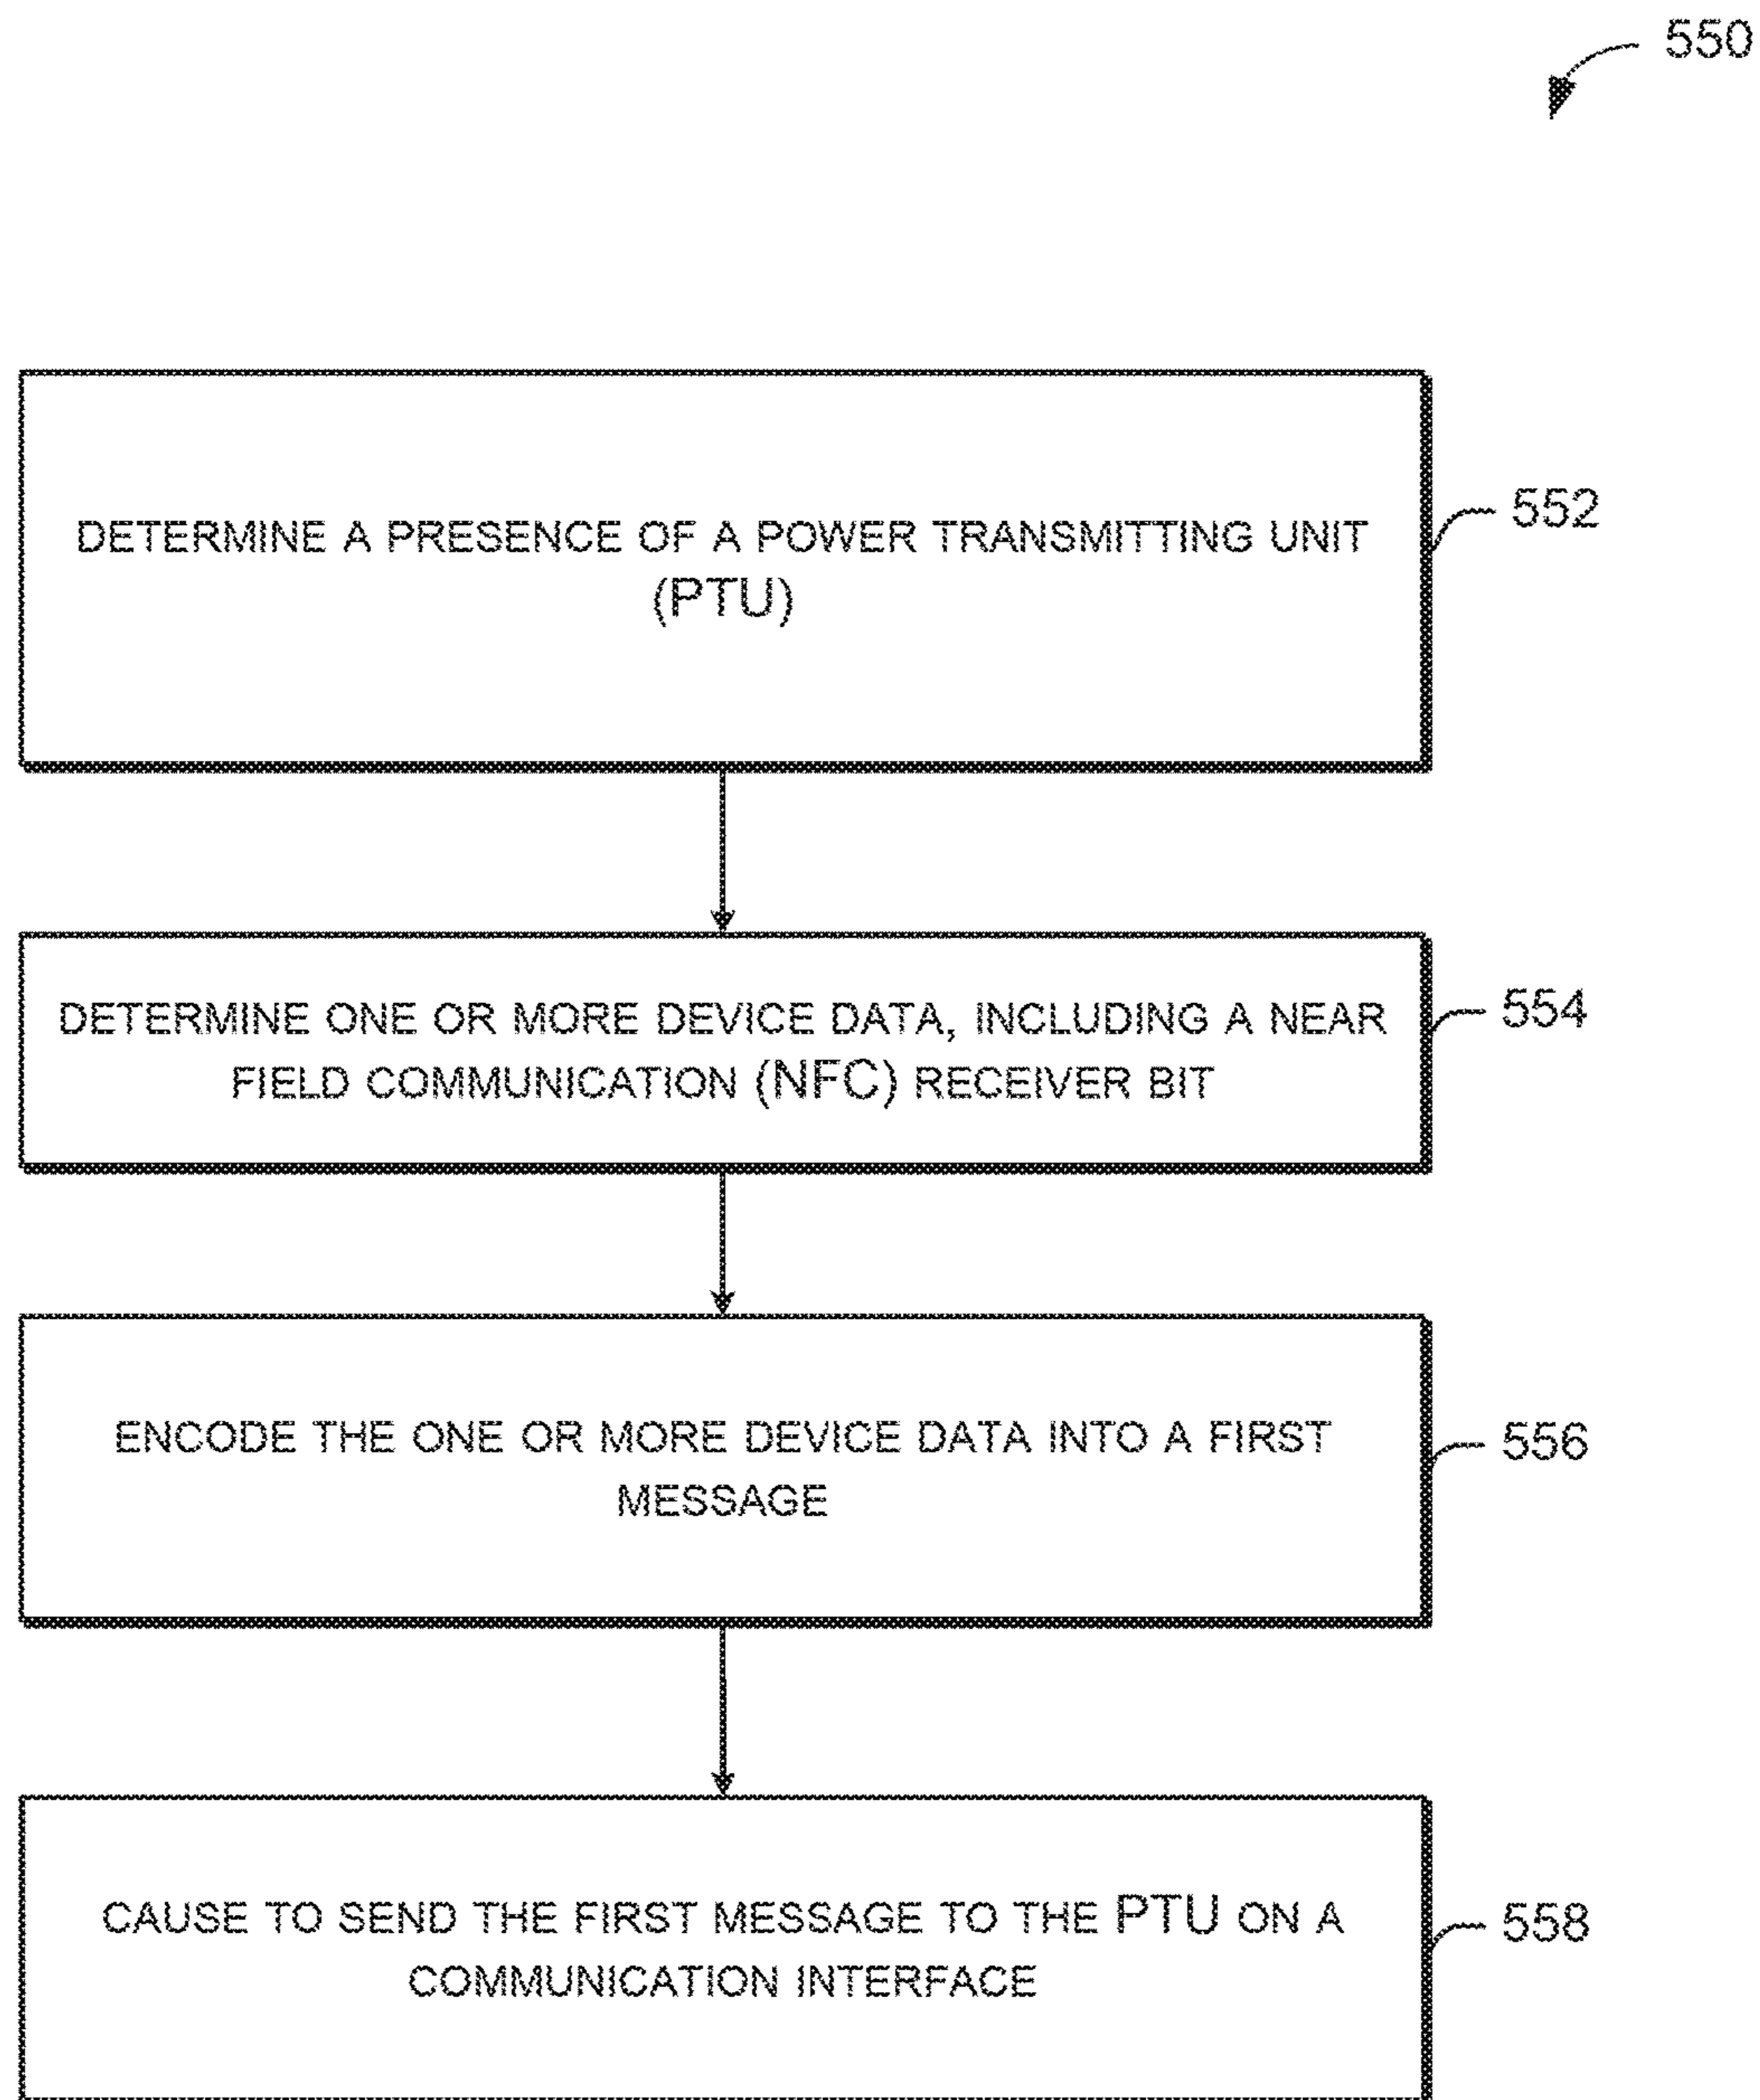 550
DETERMINE A PRESENCE OF A POWER TRANSMITTING UNIT
(PTU)
552
DETERMINE ONE OR MORE DEVICE DATA, INCLUDING A NEAR
FIELD COMMUNICATION (NFC) RECEIVER BIT
554
ENCODE THE ONE OR MORE DEVICE DATA INTO A FIRST
MESSAGE
556
CAUSE TO SEND THE FIRST MESSAGE TO THE PTU ON A
COMMUNICATION INTERFACE
558